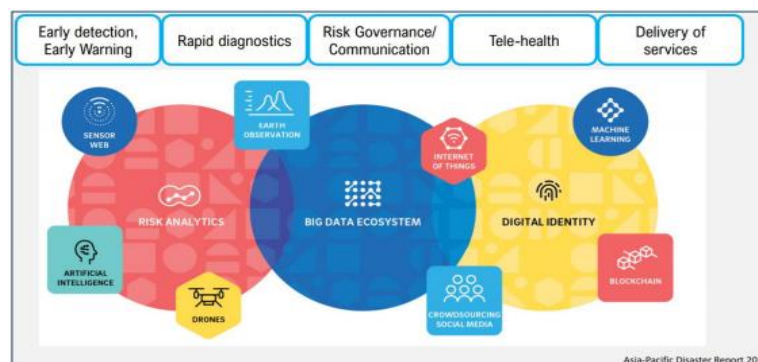 Early detection,
Early Warning
Rapid diagnostics
Risk Governance/
Communication
Tele-health
Delivery of
services
SENSOR
WEB
EARTH
OBSERVATION
INTERNET
OF THINGS
MACHINE
LEARNING
RISK ANALYTICS
BIG DATA ECOSYSTEM
DIGITAL IDENTITY
ARTIFICIAL
INTELLIGENCE
DRONES
CROWDSOURCING
SOCIAL MEDIA
BLOCKCHAIN
Asia-Pacific Disaster Report 20